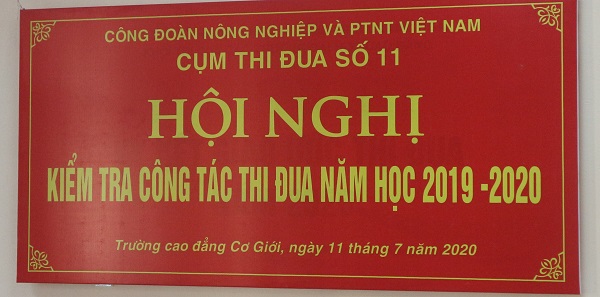 CÔNG ĐOÀN NÔNG NGHIỆP VÀ PTNT VIỆT NAM
CỤM THI ĐUA SỐ 11
HỘI NGHỊ
KIỂM TRA CÔNG TÁC THI ĐUA NĂM HỌC 2019 -2020
Trường cao đẳng Cơ Giới, ngày 11 tháng 7 năm 2020